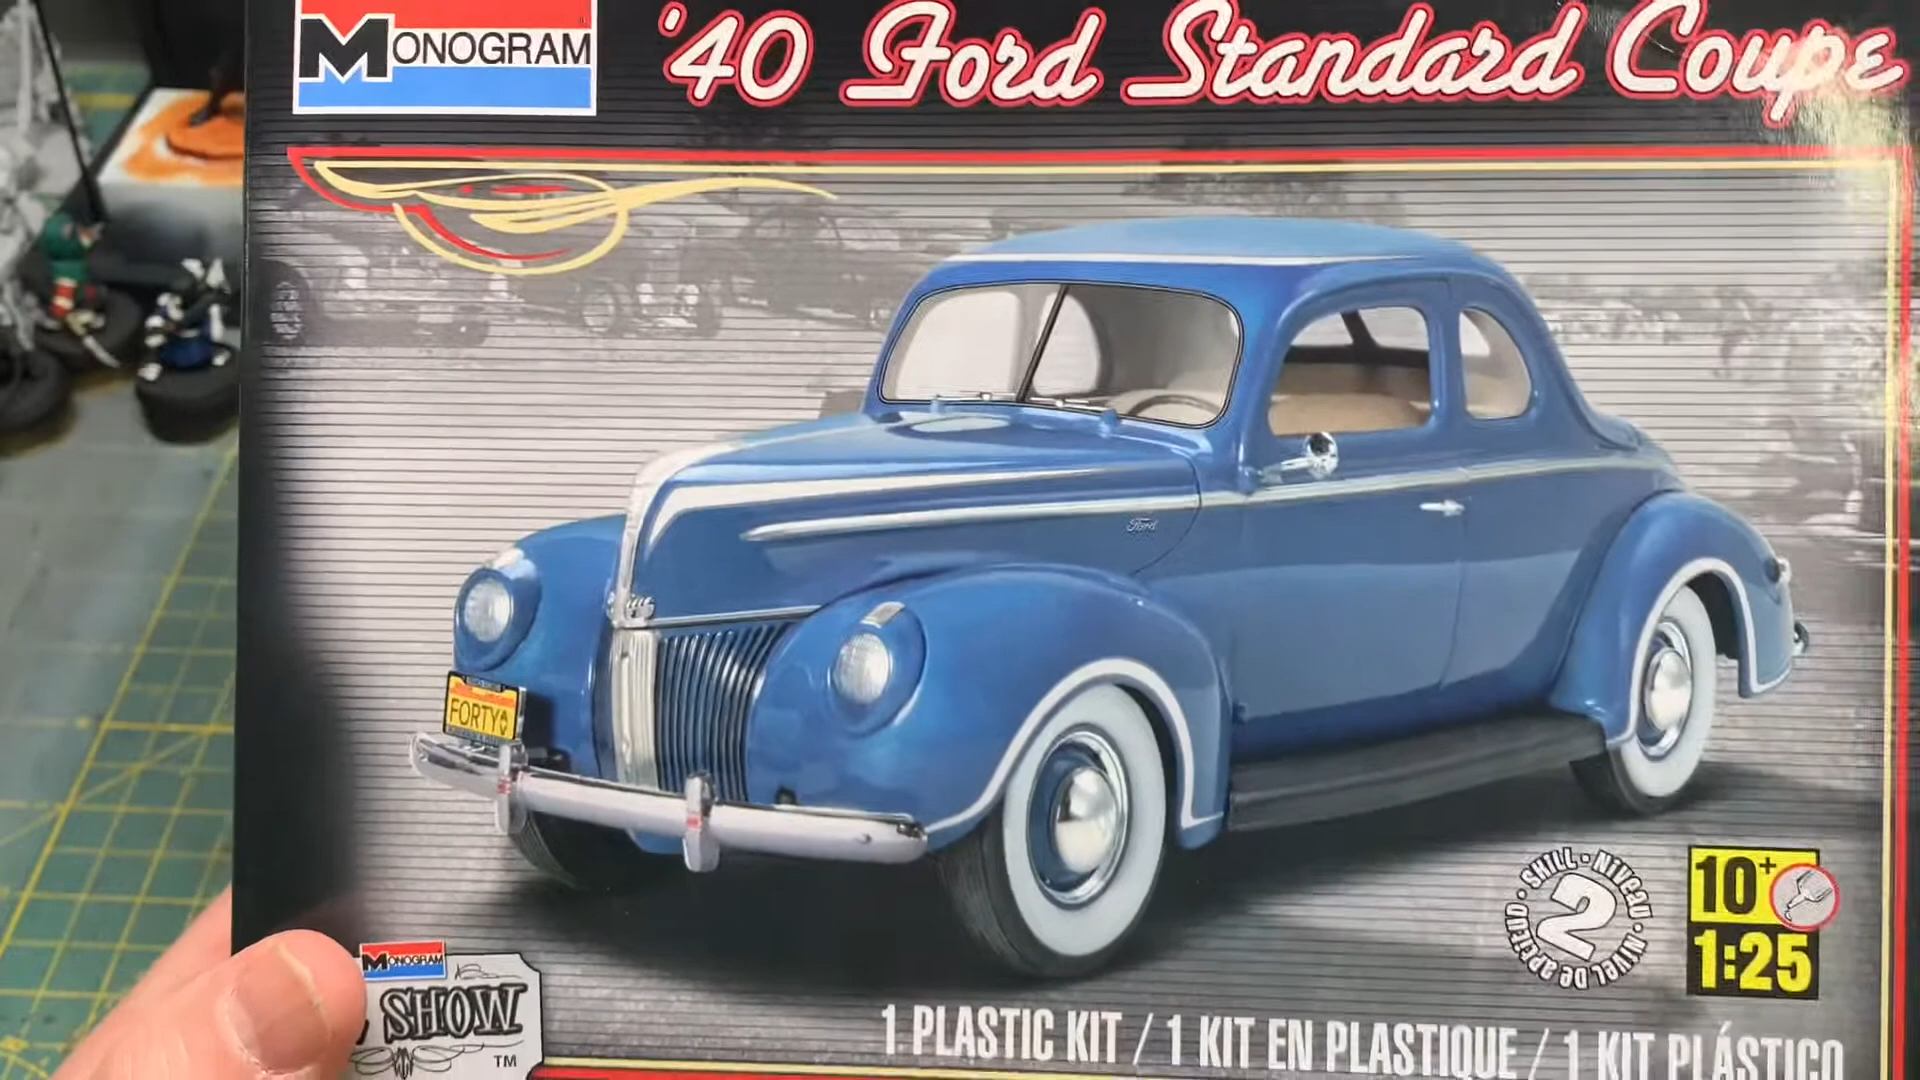 MONOGRAM
'40 Ford Standard Coupe
Ford
FORTY
SKILL • NIVEAU • NIVEL DE APTITUD •
2
10+
1:25
MONOGRAM
SHOW
TM
1 PLASTIC KIT / 1 KIT EN PLASTIQUE / 1 KIT PLÁSTICO